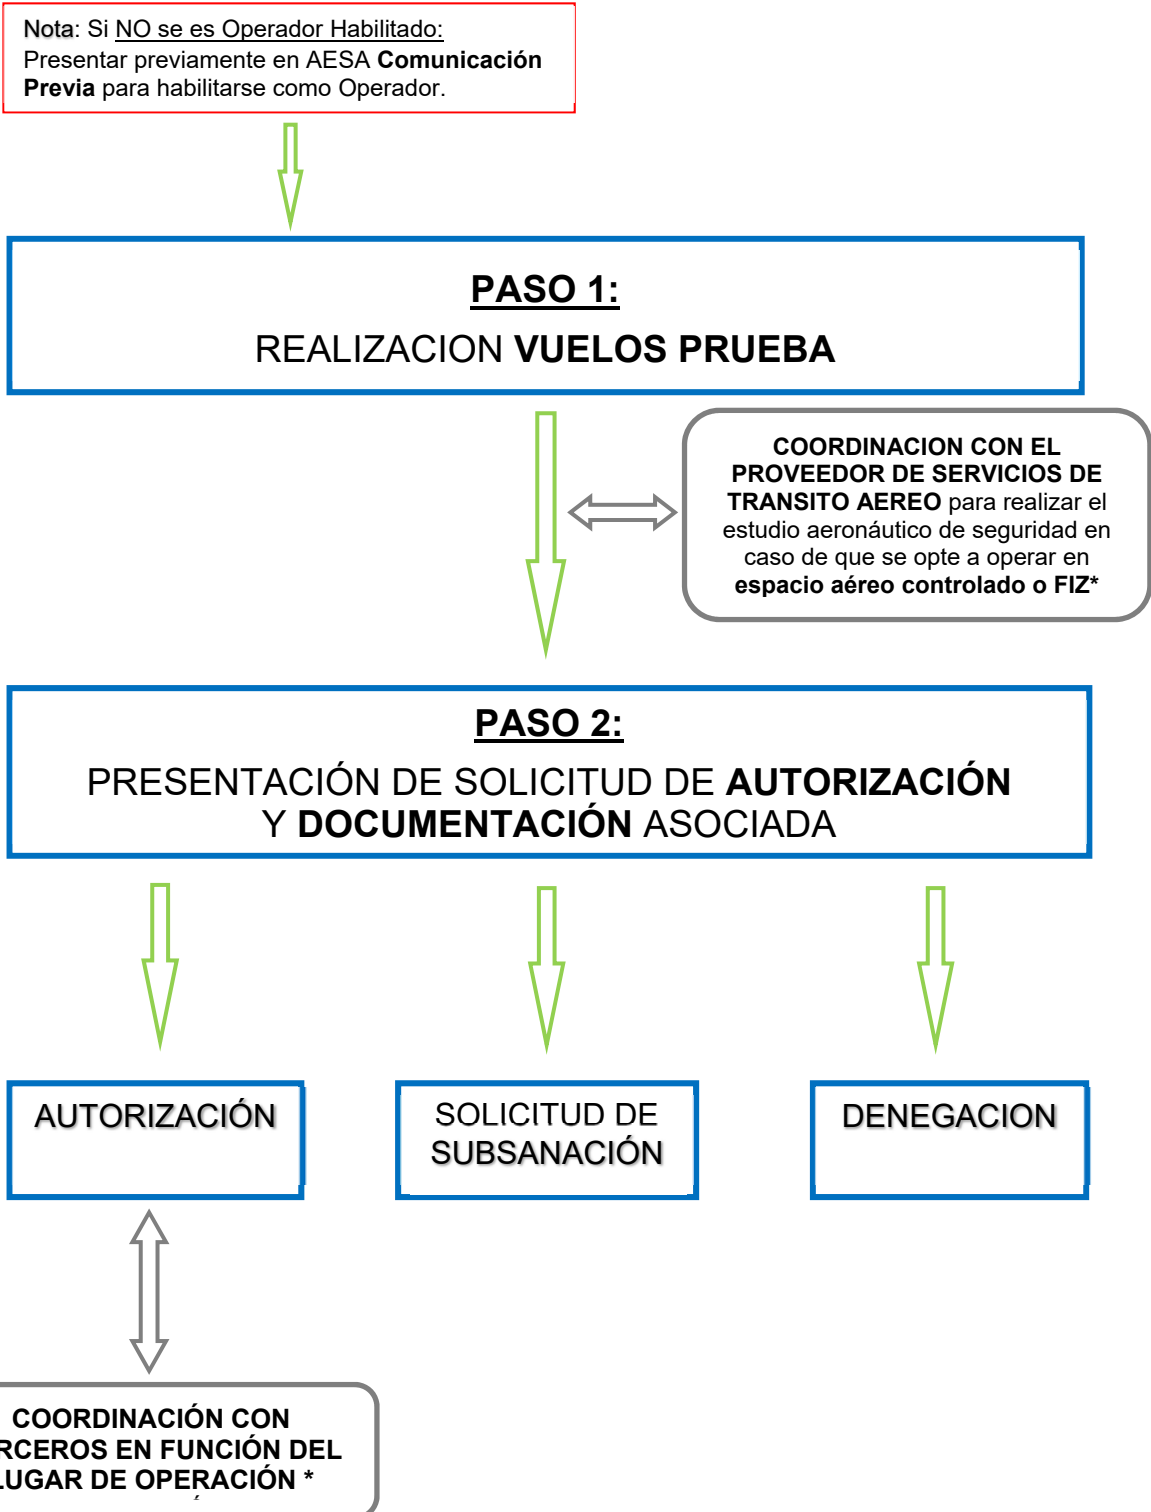 Nota: Si NO se es Operador Habilitado:
Presentar previamente en AESA Comunicación
Previa para habilitarse como Operador.
PASO 1:
REALIZACION VUELOS PRUEBA
COORDINACION CON EL
PROVEEDOR DE SERVICIOS DE
TRANSITO AEREO para realizar el
estudio aeronáutico de seguridad en
caso de que se opte a operar en
espacio aéreo controlado o FIZ*
PASO 2:
PRESENTACIÓN DE SOLICITUD DE AUTORIZACIÓN
Y DOCUMENTACIÓN ASOCIADA
AUTORIZACIÓN
SOLICITUD DE
SUBSANACIÓN
DENEGACION
COORDINACIÓN CON
RCEROS EN FUNCIÓN DEL
LUGAR DE OPERACIÓN *